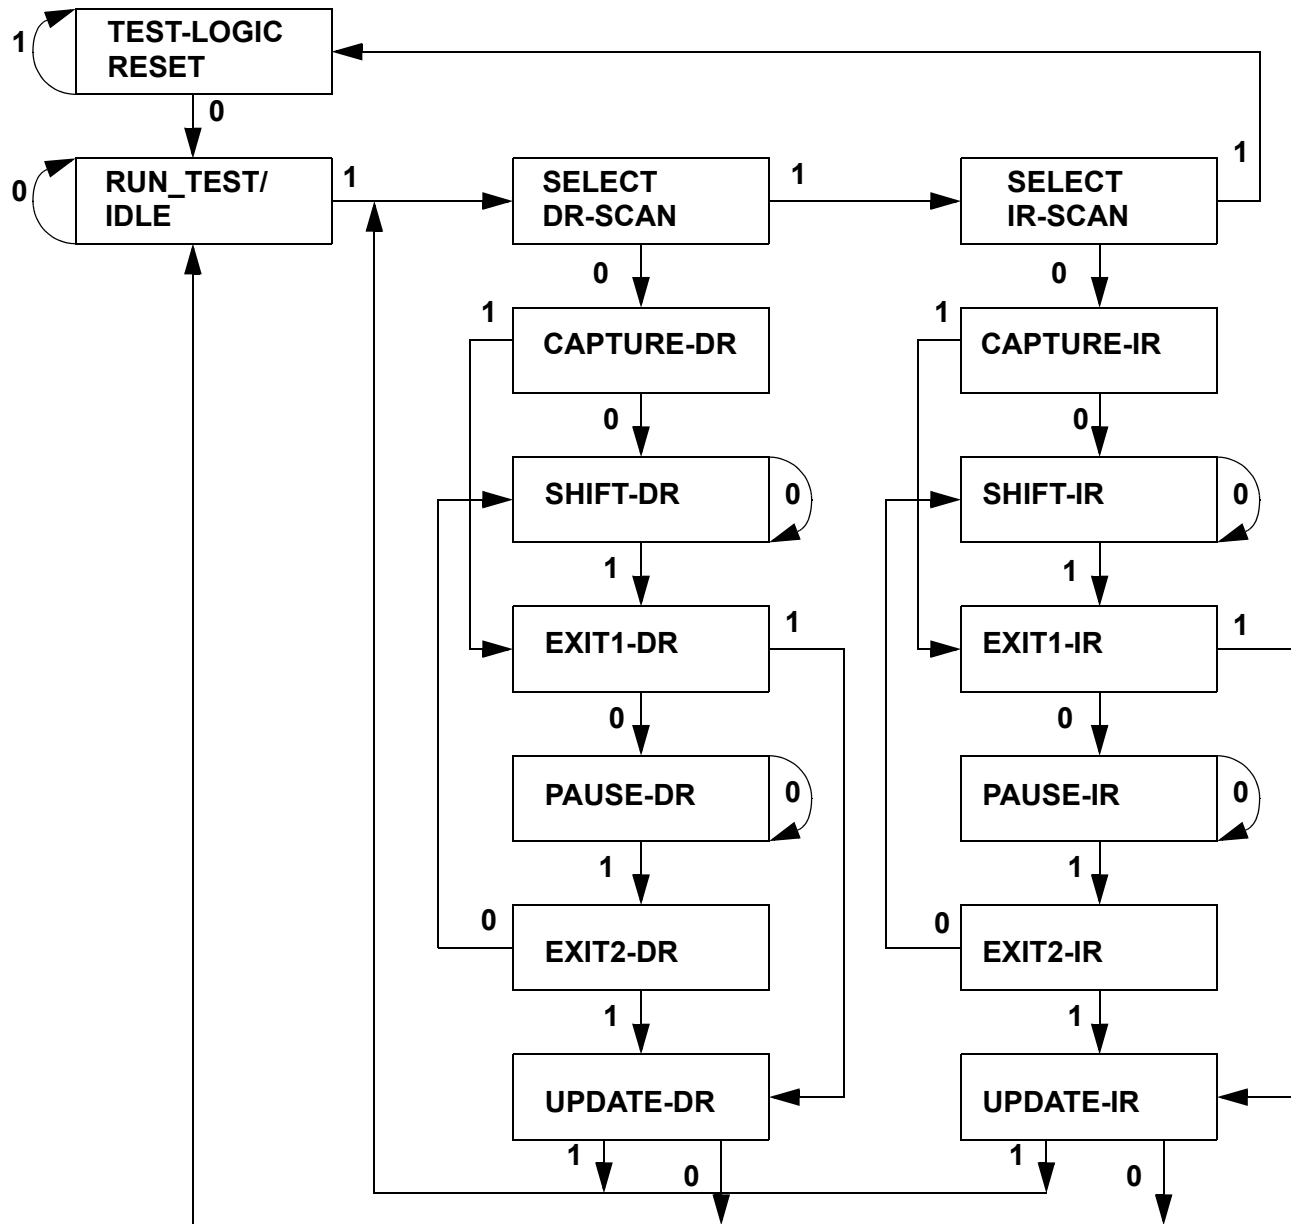 1
TEST-LOGIC
RESET
0
0
RUN_TEST/
IDLE
1
SELECT
DR-SCAN
1
SELECT
IR-SCAN
1
0
0
1
CAPTURE-DR
1
CAPTURE-IR
0
0
SHIFT-DR
0
SHIFT-IR
0
1
1
EXIT1-DR
1
EXIT1-IR
1
0
0
PAUSE-DR
0
PAUSE-IR
0
1
1
0
EXIT2-DR
0
EXIT2-IR
1
1
UPDATE-DR
UPDATE-IR
1
0
1
0